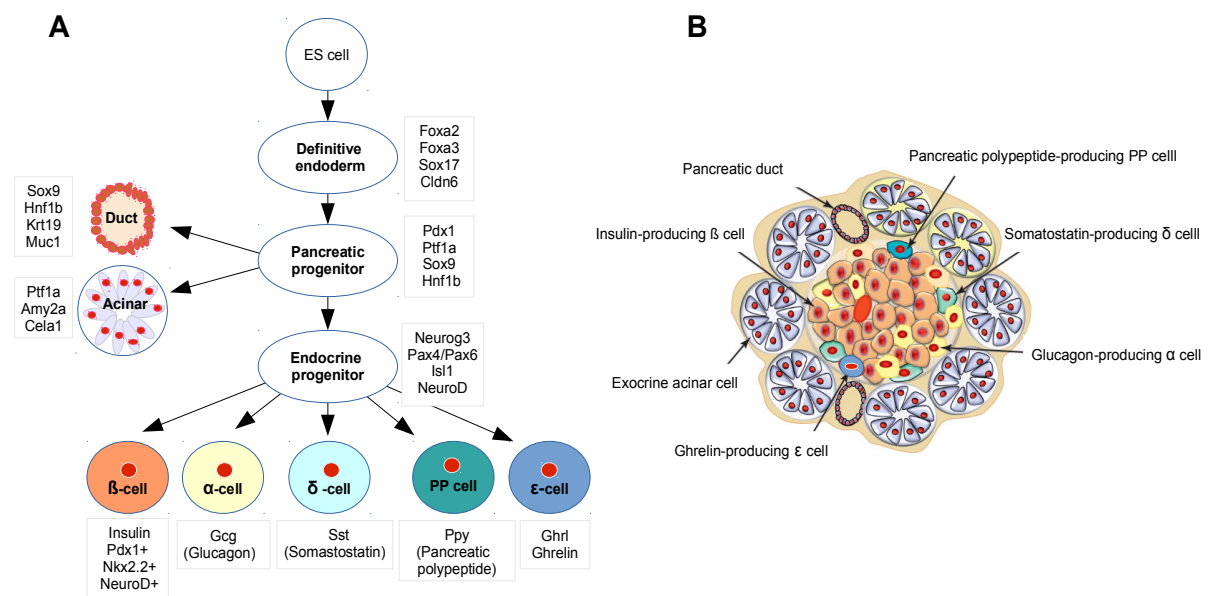 A
ES cell
Definitive
endoderm
Foxa2
Foxa3
Sox17
Cldn6
Sox9
Hnf1b
Krt19
Muc1
Duct
Pancreatic
progenitor
Pdx1
Ptf1a
Sox9
Hnf1b
Ptf1a
Amy2a
Cela1
Acinar
Endocrine
progenitor
Neurog3
Pax4/Pax6
Isl1
NeuroD
ß-cell
α-cell
δ -cell
PP cell
ε-cell
Insulin
Pdx1+
Nkx2.2+
NeuroD+
Gcg
(Glucagon)
Sst
(Somastostatin)
Ppy
(Pancreatic
polypeptide)
Ghrl
Ghrelin
B
Pancreatic duct
Pancreatic polypeptide-producing PP celll
Insulin-producing ß cell
Somatostatin-producing δ celll
Exocrine acinar cell
Glucagon-producing α cell
Ghrelin-producing ε cell